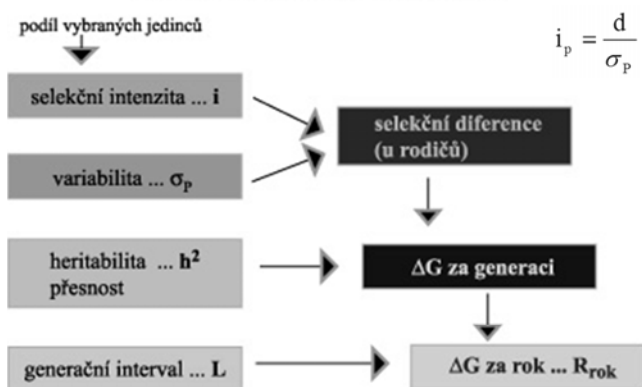 podíl vybraných jedinců
i_p = d / σ_P
selekční intenzita ... i
selekční diference
(u rodičů)
variabilita ... σ_P
heritabilita ... h²
přesnost
ΔG za generaci
generační interval ... L
ΔG za rok ... R_rok